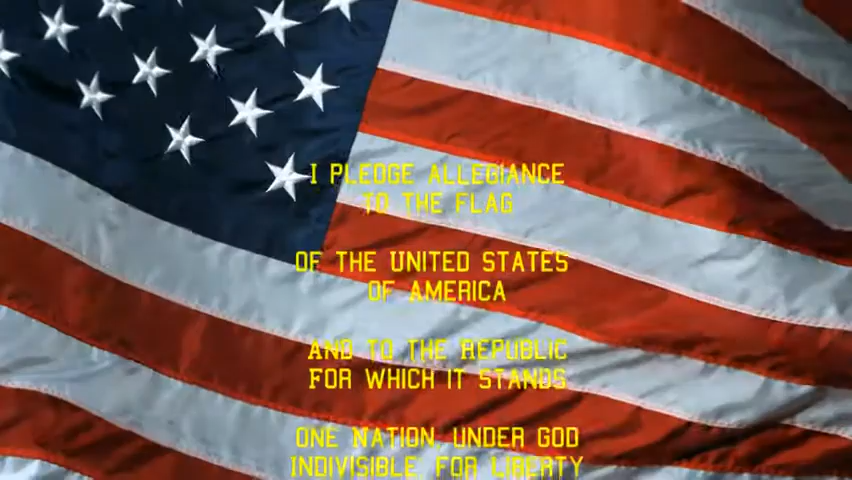 I PLEDGE ALLEGIANCE
TO THE FLAG
OF THE UNITED STATES
OF AMERICA
AND TO THE REPUBLIC
FOR WHICH IT STANDS
ONE NATION, UNDER GOD
INDIVISIBLE FOR LIBERTY